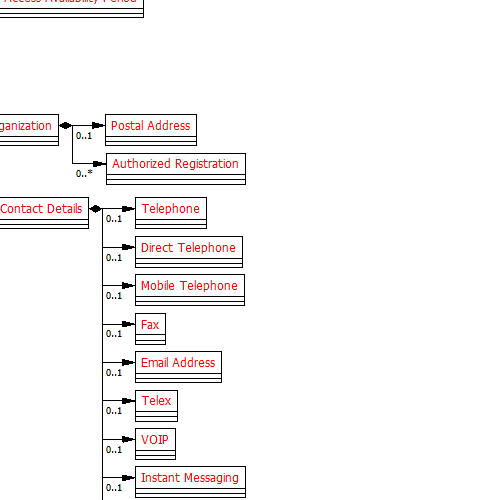 Access Availability Period
ganization
Postal Address
0..1
Authorized Registration
0..*
Contact Details
Telephone
0..1
Direct Telephone
0..1
Mobile Telephone
0..1
Fax
0..1
Email Address
0..1
Telex
0..1
VOIP
0..1
Instant Messaging
0..1